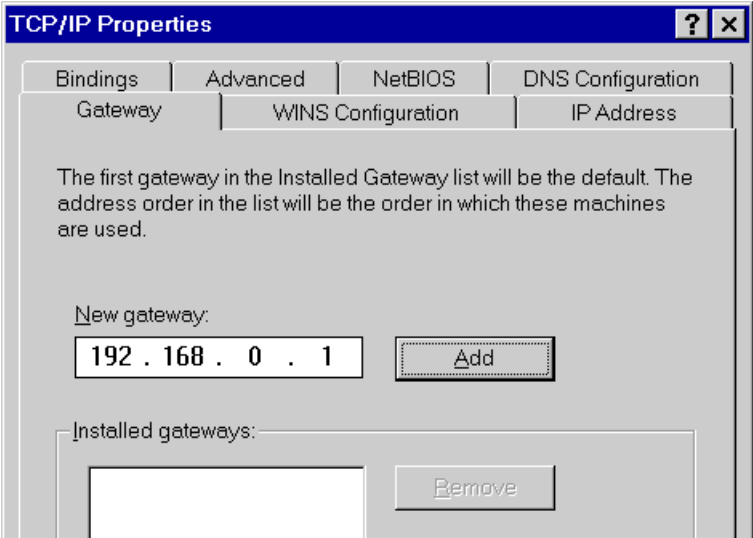 TCP/IP Properties
? ×
Bindings Advanced NetBIOS DNS Configuration
Gateway WINS Configuration IP Address
The first gateway in the Installed Gateway list will be the default. The
address order in the list will be the order in which these machines
are used.
New gateway:
192 . 168 . 0 . 1 Add
Installed gateways:
Remove